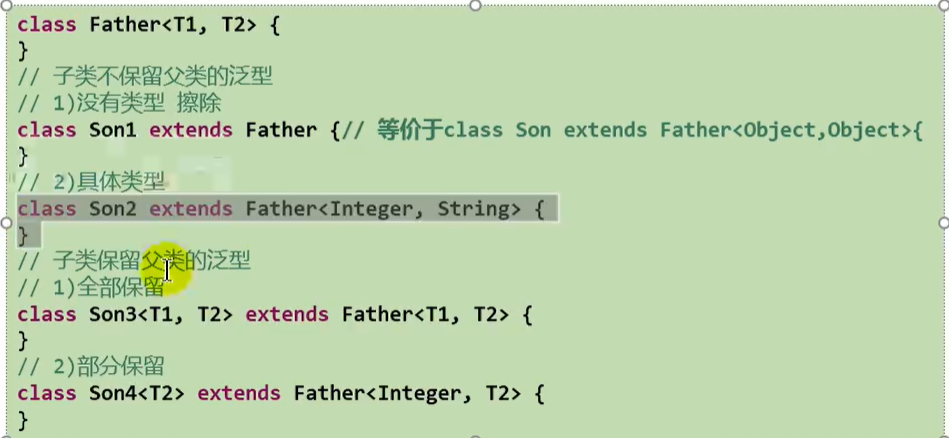 class Father<T1, T2> {
}
// 子类不保留父类的泛型
// 1)没有类型 擦除
class Son1 extends Father {// 等价于class Son extends Father<Object,Object>{
}
// 2)具体类型
class Son2 extends Father<Integer, String> {
}
// 子类保留父类的泛型
// 1)全部保留
class Son3<T1, T2> extends Father<T1, T2> {
}
// 2)部分保留
class Son4<T2> extends Father<Integer, T2> {
}